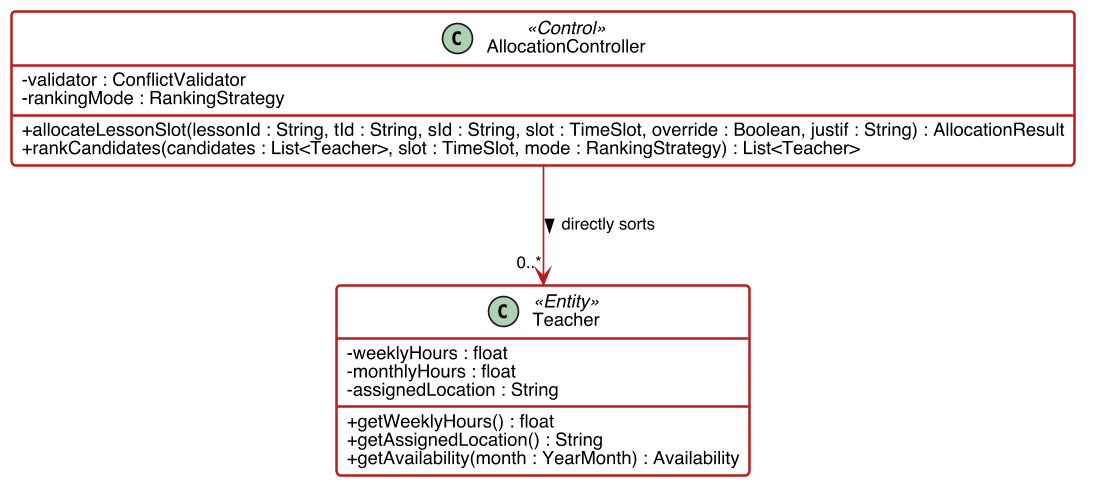 C
«Control»
AllocationController
-validator : ConflictValidator
-rankingMode : RankingStrategy
+allocateLessonSlot(lessonId : String, tId : String, sId : String, slot : TimeSlot, override : Boolean, justif : String) : AllocationResult
+rankCandidates(candidates : List<Teacher>, slot : TimeSlot, mode : RankingStrategy) : List<Teacher>
directly sorts
0..*
C
«Entity»
Teacher
-weeklyHours : float
-monthlyHours : float
-assignedLocation : String
+getWeeklyHours() : float
+getAssignedLocation() : String
+getAvailability(month : YearMonth) : Availability